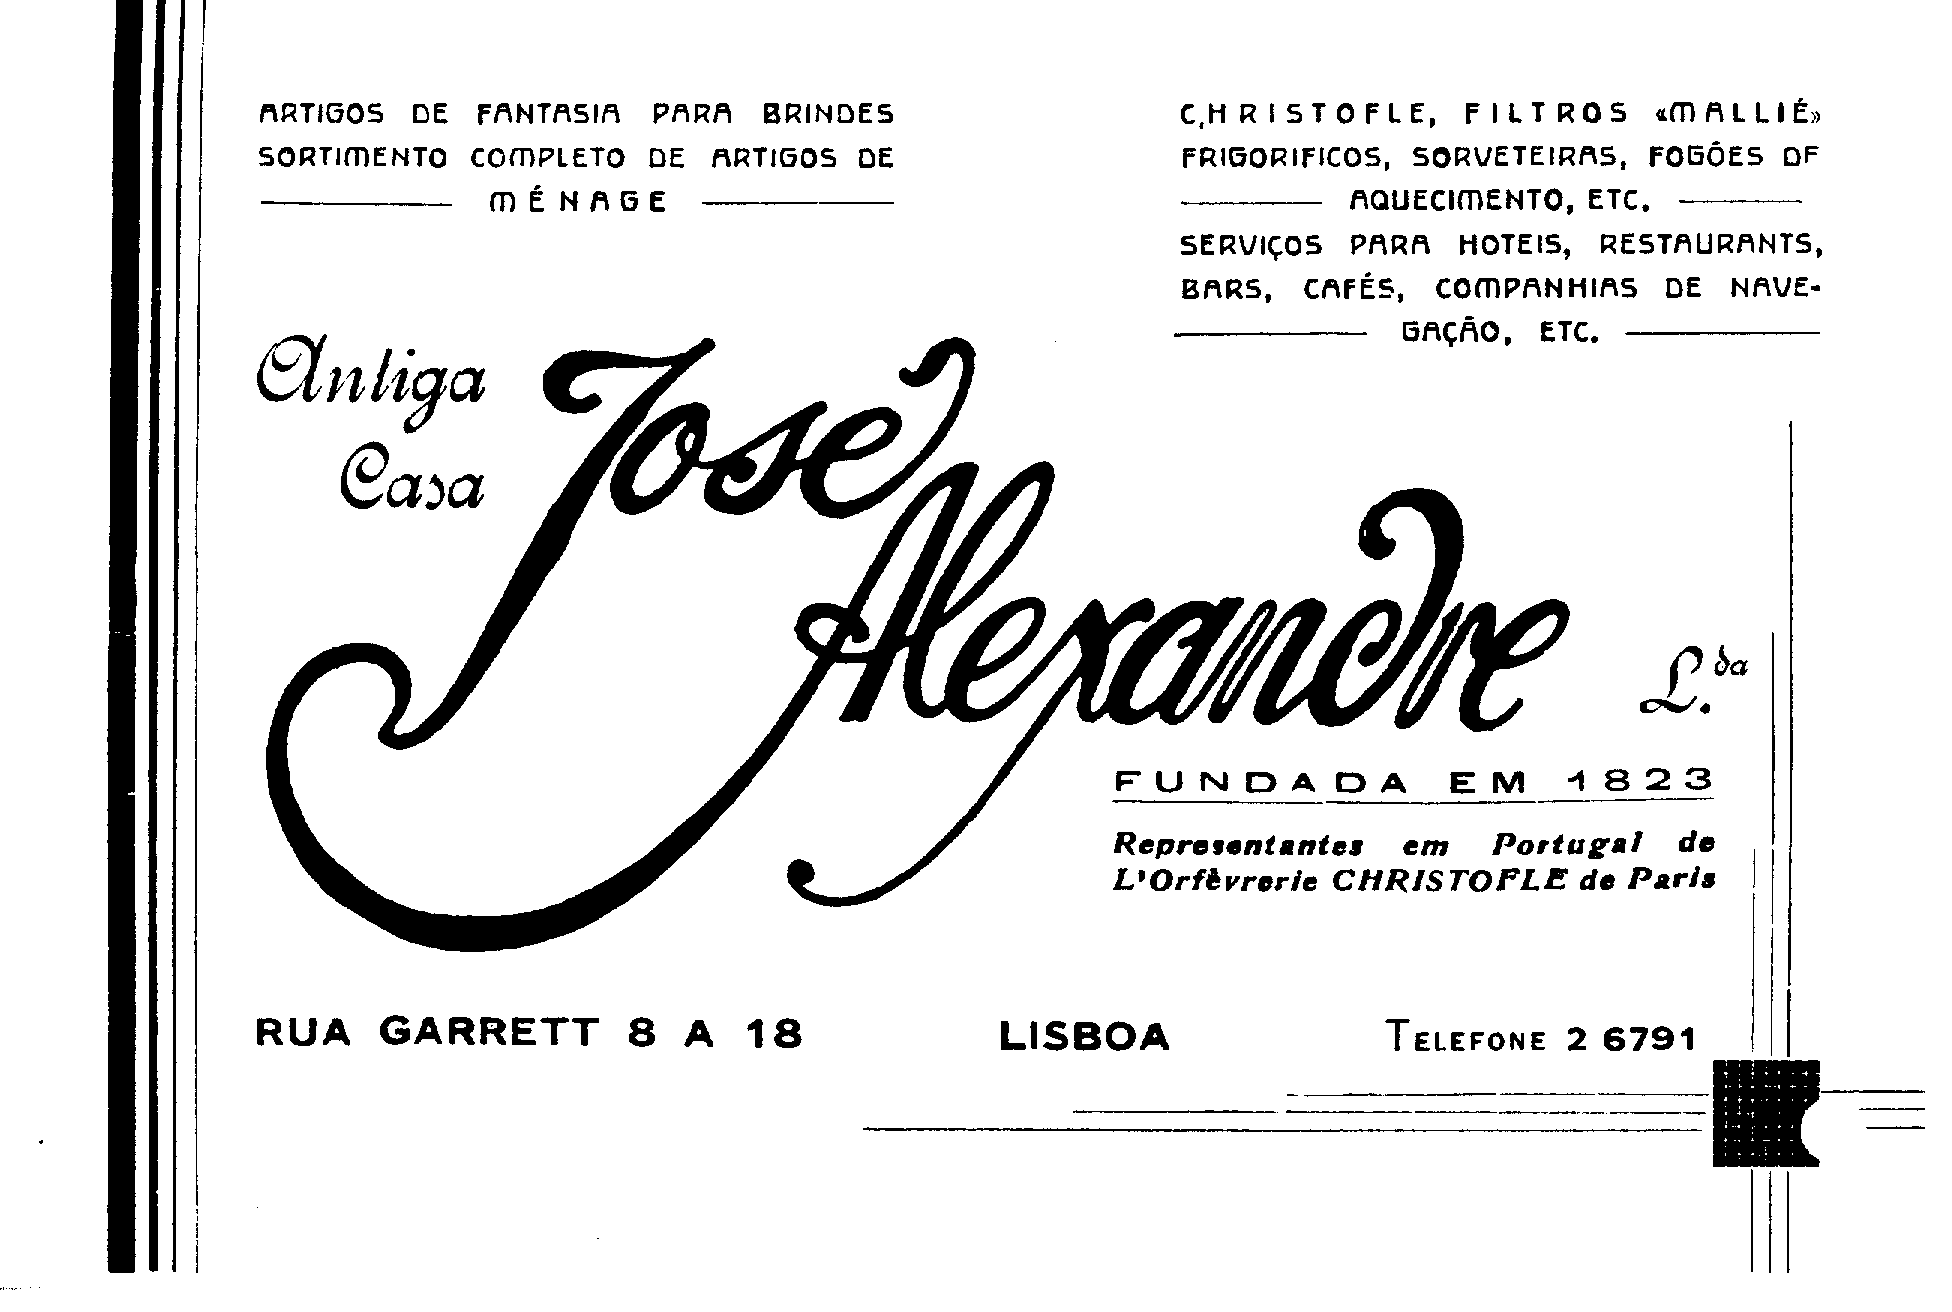 ARTIGOS DE FANTASIA PARA BRINDES
SORTIMENTO COMPLETO DE ARTIGOS DE
MÉNAGE
CHRISTOFLE, FILTROS «MALLIÉ»
FRIGORIFICOS, SORVETEIRAS, FOGÕES DE
AQUECIMENTO, ETC.
SERVIÇOS PARA HOTEIS, RESTAURANTS,
BARS, CAFÉS, COMPANHIAS DE NAVE-
GAÇÃO, ETC.
Antiga
Casa
José
Alexandre
L.da
FUNDADA EM 1823
Representantes em Portugal de
L'Orfèvrerie CHRISTOFLE de Paris
RUA GARRETT 8 A 18 LISBOA TELEFONE 2 6791